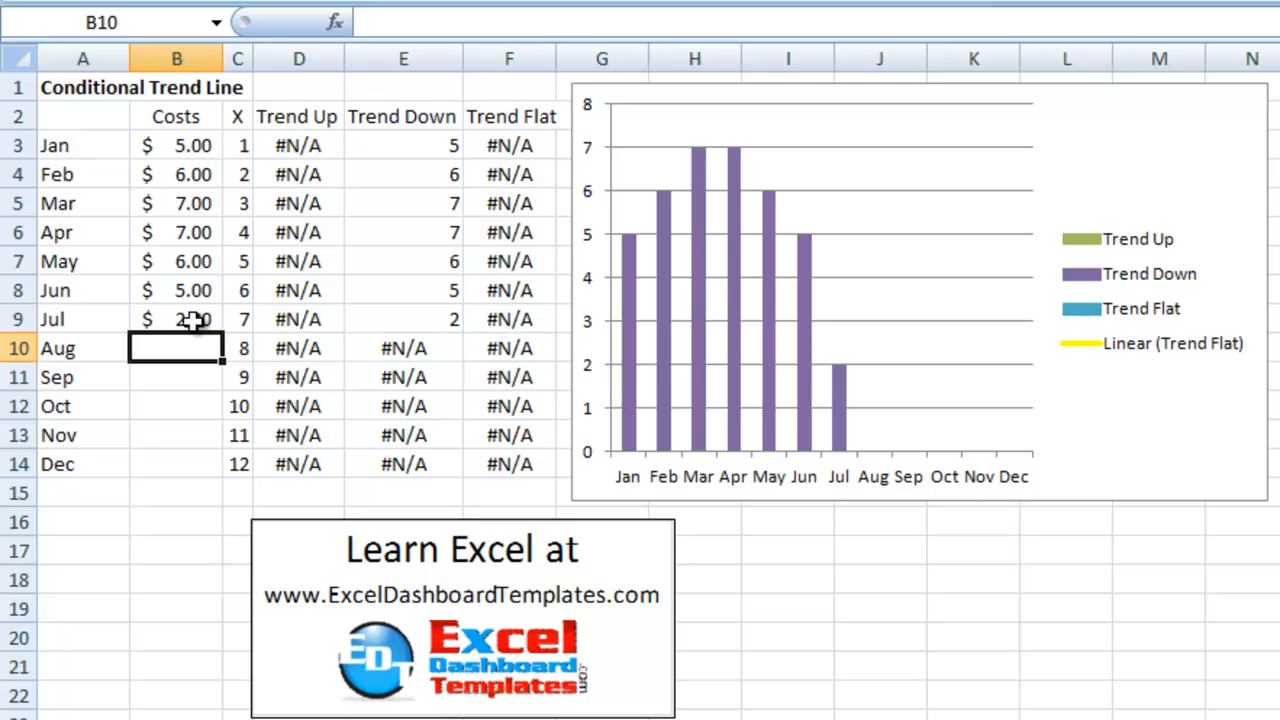 B10 fx
A B C D E F G H I J K L M N
1 Conditional Trend Line
2 Costs X Trend Up Trend Down Trend Flat
3 Jan $ 5.00 1 #N/A 5 #N/A
4 Feb $ 6.00 2 #N/A 6 #N/A
5 Mar $ 7.00 3 #N/A 7 #N/A
6 Apr $ 7.00 4 #N/A 7 #N/A
7 May $ 6.00 5 #N/A 6 #N/A
8 Jun $ 5.00 6 #N/A 5 #N/A
9 Jul $ 7 #N/A 2 #N/A
10 Aug 8 #N/A #N/A #N/A
11 Sep 9 #N/A #N/A #N/A
12 Oct 10 #N/A #N/A #N/A
13 Nov 11 #N/A #N/A #N/A
14 Dec 12 #N/A #N/A #N/A
15
16
17
18
19
20
21
22
8
7
6
5
4
3
2
1
0
Jan Feb Mar Apr May Jun Jul Aug Sep Oct Nov Dec
Trend Up
Trend Down
Trend Flat
Linear (Trend Flat)
Learn Excel at
www.ExcelDashboardTemplates.com
EDT
Excel
Dashboard
Templates
.com